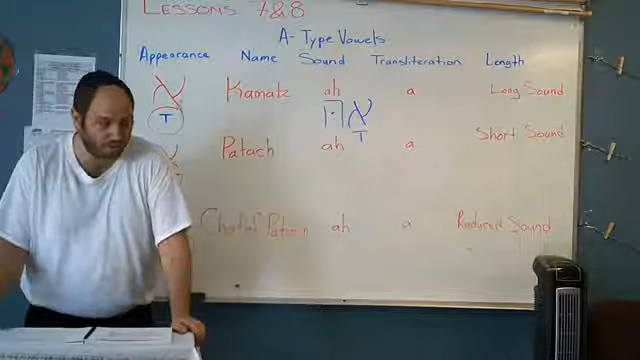 LESSONS 7&8
A-Type Vowels
Appearance Name Sound Transliteration Length
אָ Kamatz ah a Long Sound
Patach ah a Short Sound
Chataf Patach ah a Reduced Sound